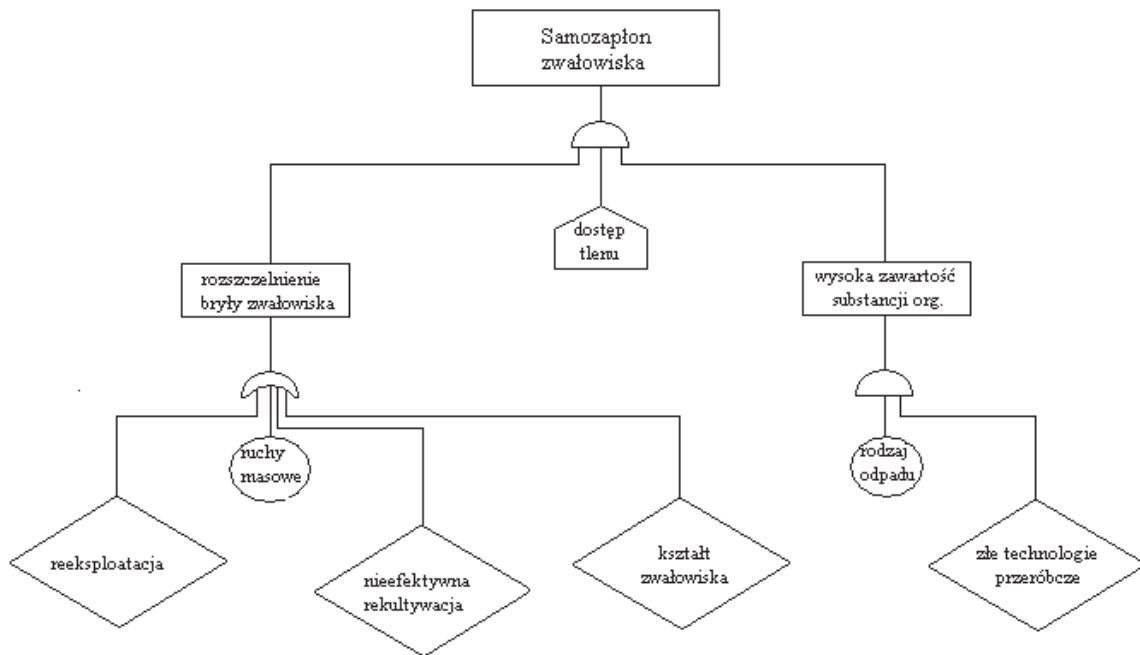 Samozapłon
zwałowiska
dostęp
tlenu
rozszczelnienie
bryły zwałowiska
wysoka zawartość
substancji org.
ruchy
masowe
rodzaj
odpadu
reeksploatacja
nieefektywna
rekultywacja
kształt
zwałowiska
złe technologie
przeróbcze